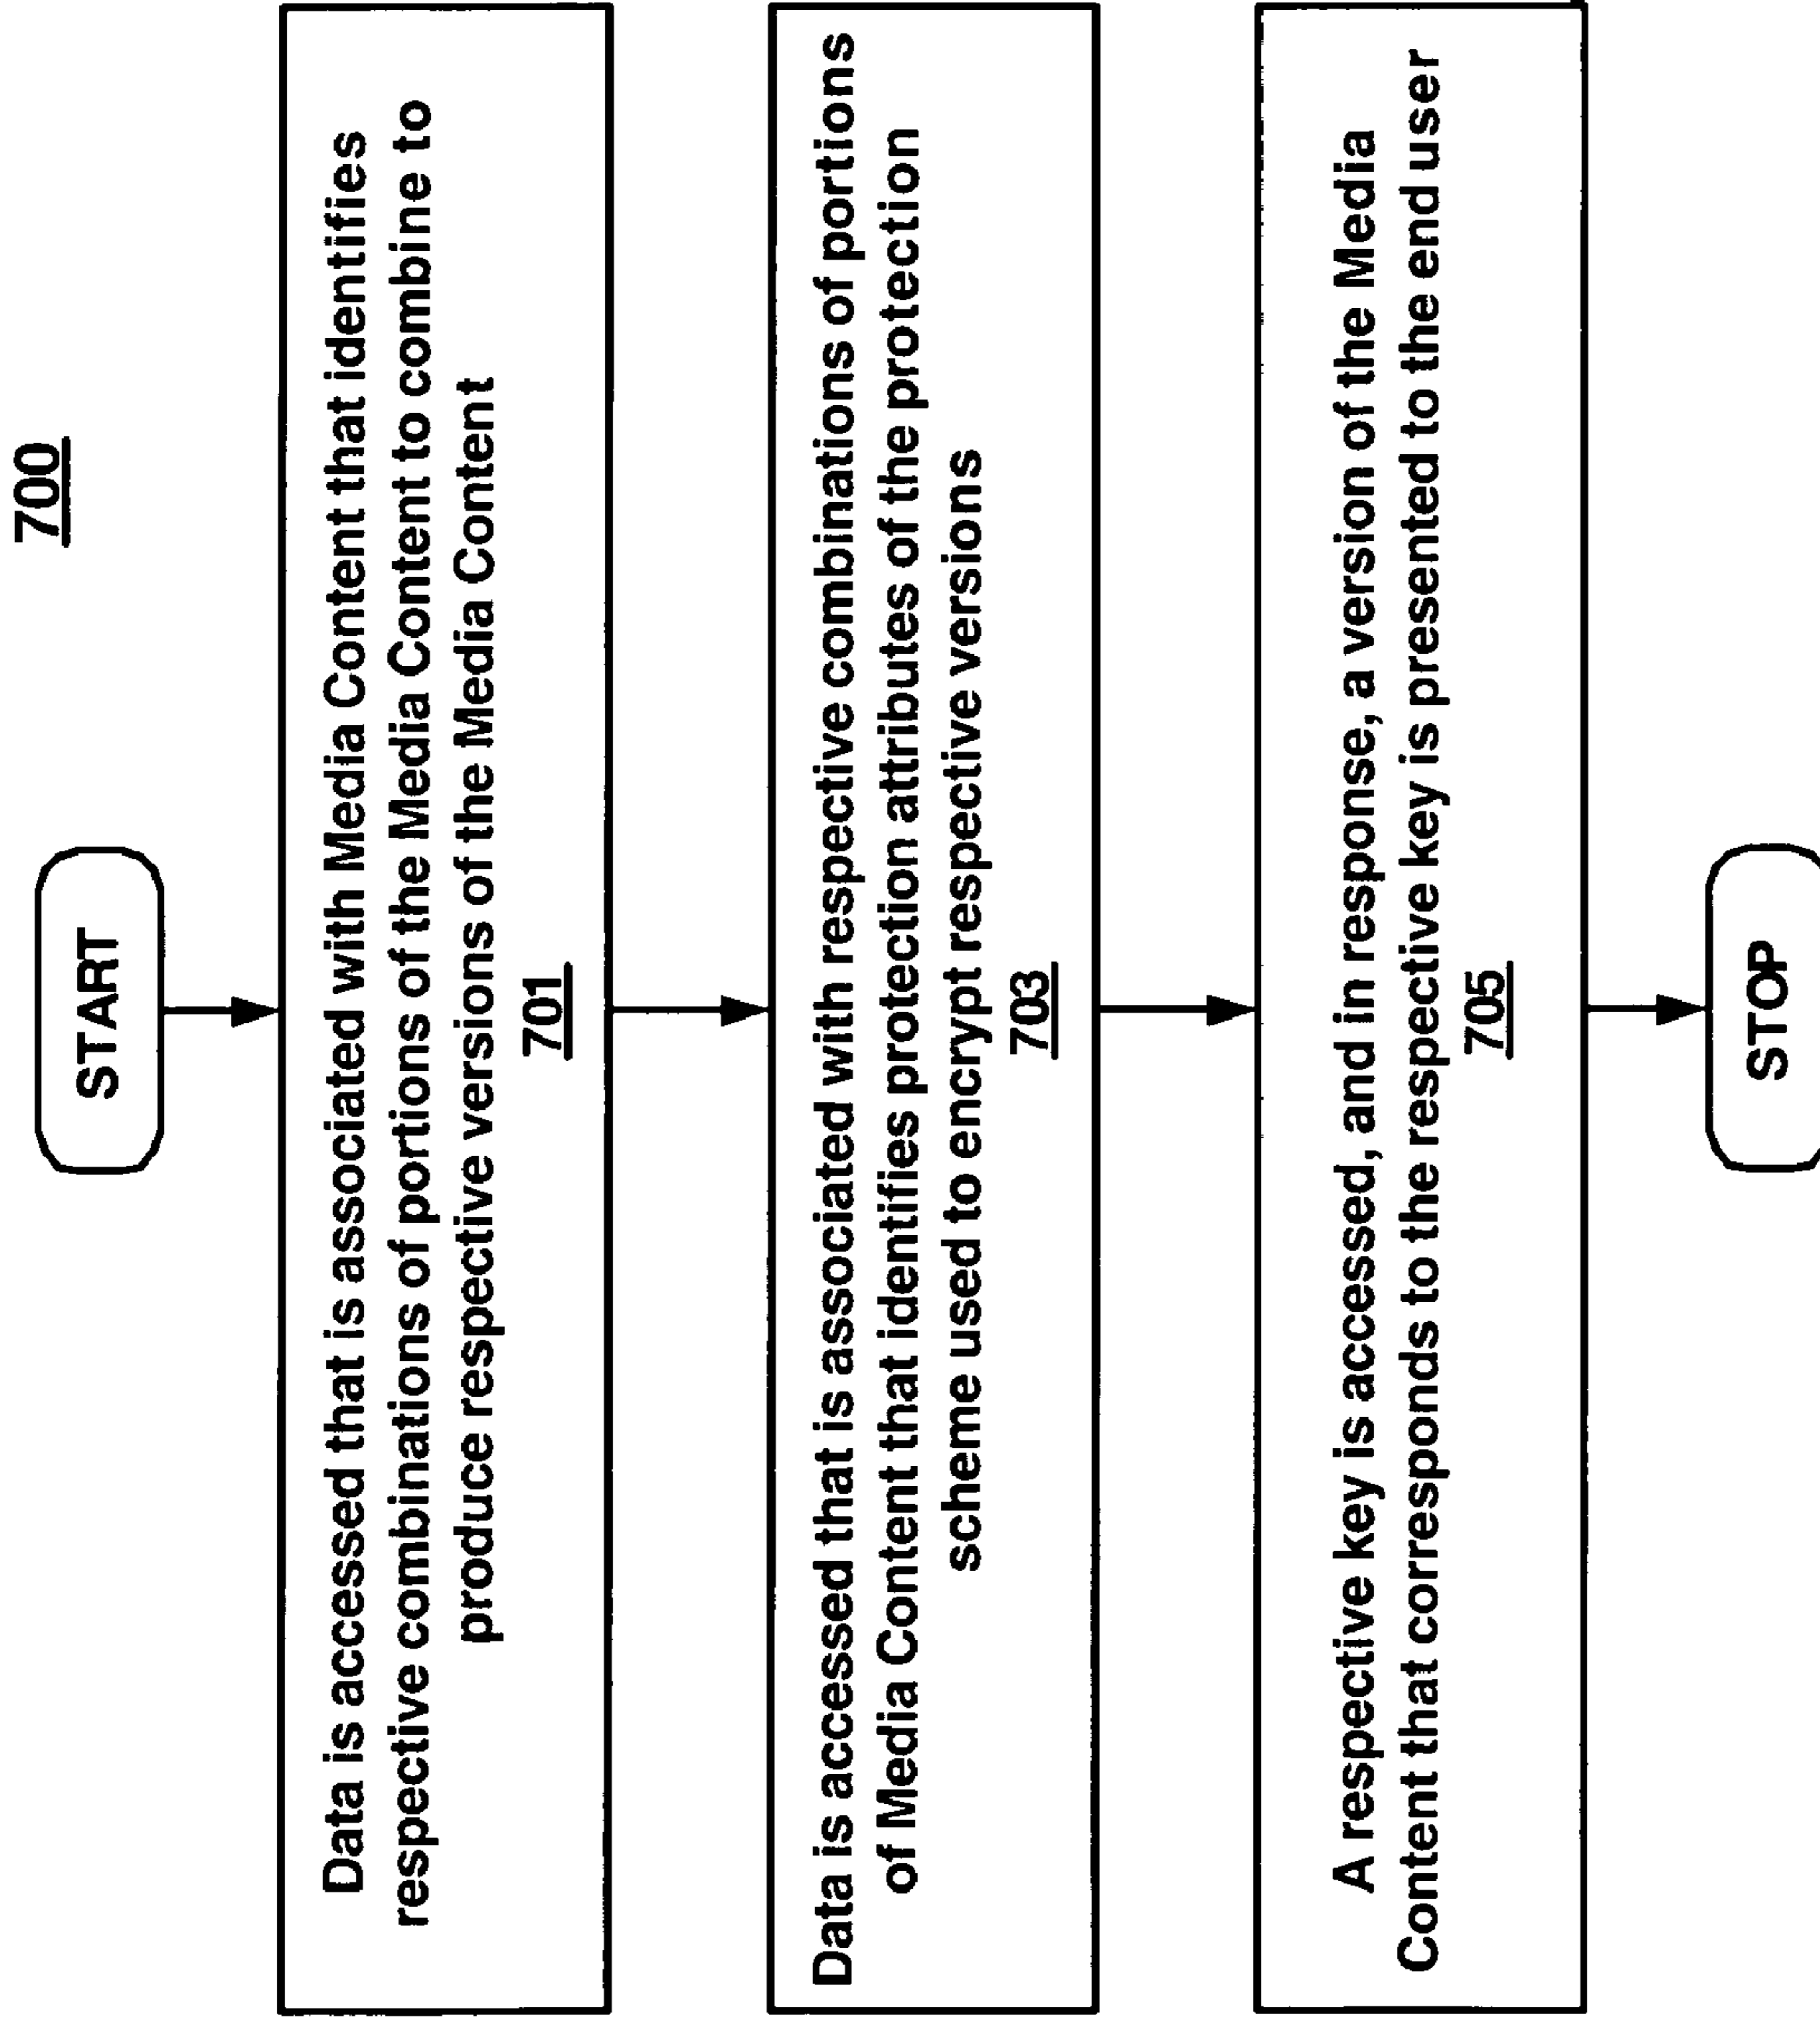 700
START
Data is accessed that is associated with Media Content that identifies
respective combinations of portions of the Media Content to combine to
produce respective versions of the Media Content
701
Data is accessed that is associated with respective combinations of portions
of Media Content that identifies protection attributes of the protection
scheme used to encrypt respective versions
703
A respective key is accessed, and in response, a version of the Media
Content that corresponds to the respective key is presented to the end user
705
STOP